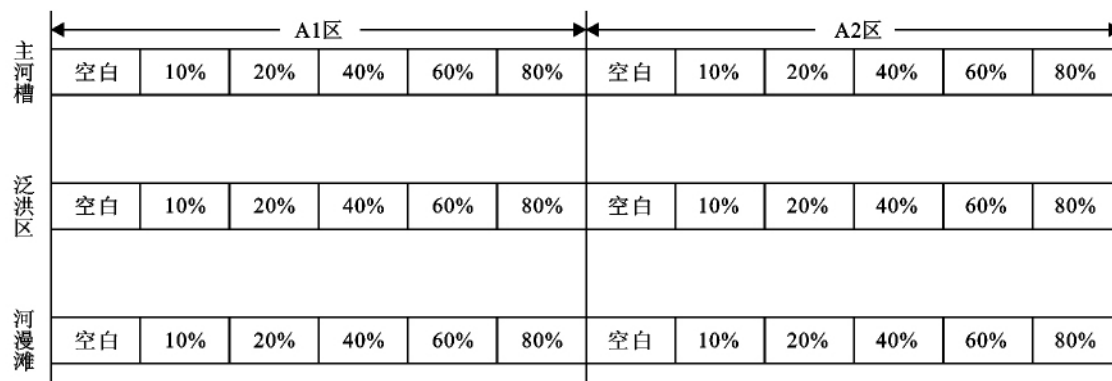 A1区 A2区
主河槽 空白 10% 20% 40% 60% 80% 空白 10% 20% 40% 60% 80%
泛洪区 空白 10% 20% 40% 60% 80% 空白 10% 20% 40% 60% 80%
河漫滩 空白 10% 20% 40% 60% 80% 空白 10% 20% 40% 60% 80%